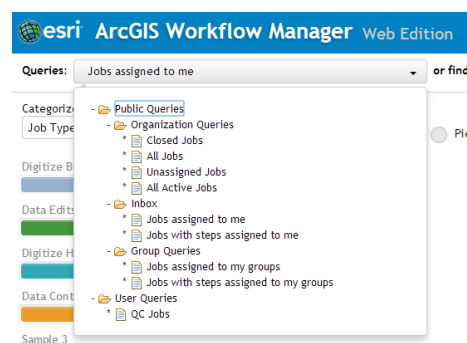 esri ArcGIS Workflow Manager Web Edition
Queries: Jobs assigned to me or find
Categoriz
- Public Queries
Job Type
- Organization Queries
* Closed Jobs
* All Jobs
* Unassigned Jobs
* All Active Jobs
- Inbox
* Jobs assigned to me
* Jobs with steps assigned to me
- Group Queries
* Jobs assigned to my groups
* Jobs with steps assigned to my groups
- User Queries
* QC Jobs
Pie
Digitize B
Data Edits
Digitize H
Data Cont
Sample 3